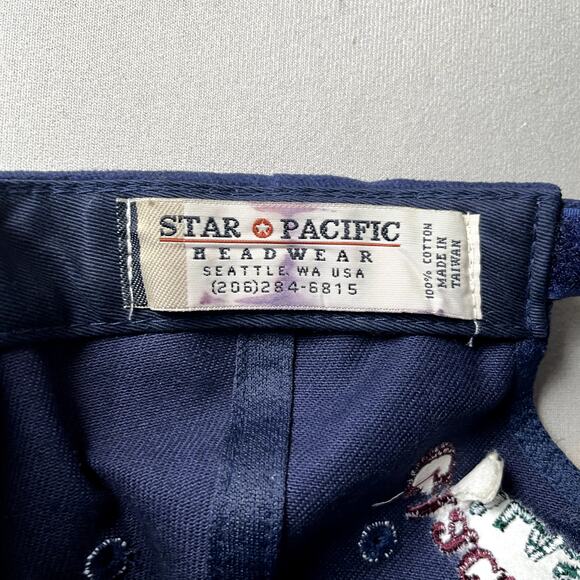 STAR PACIFIC
HEADWEAR
SEATTLE, WA USA
(206)284-6815
100% COTTON
MADE IN
TAIWAN